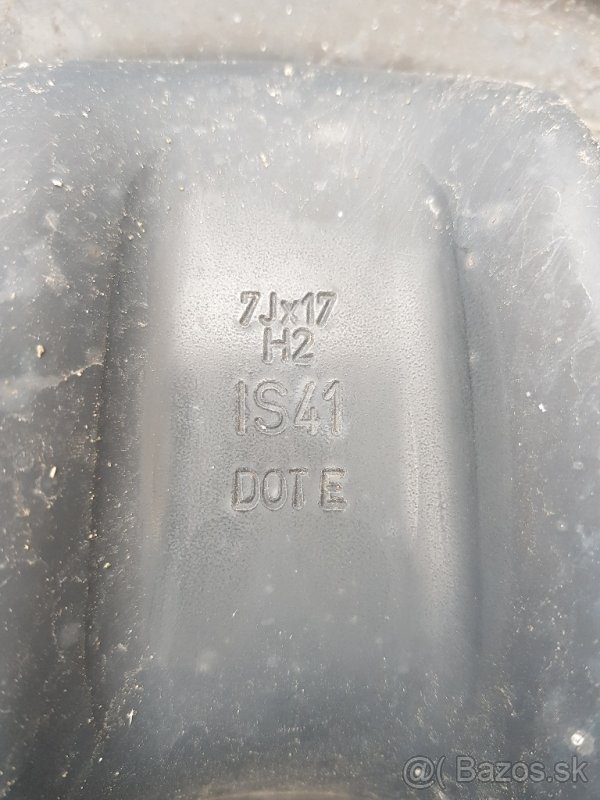 7Jx17
H2
IS41
DOT E
@Bazos.sk